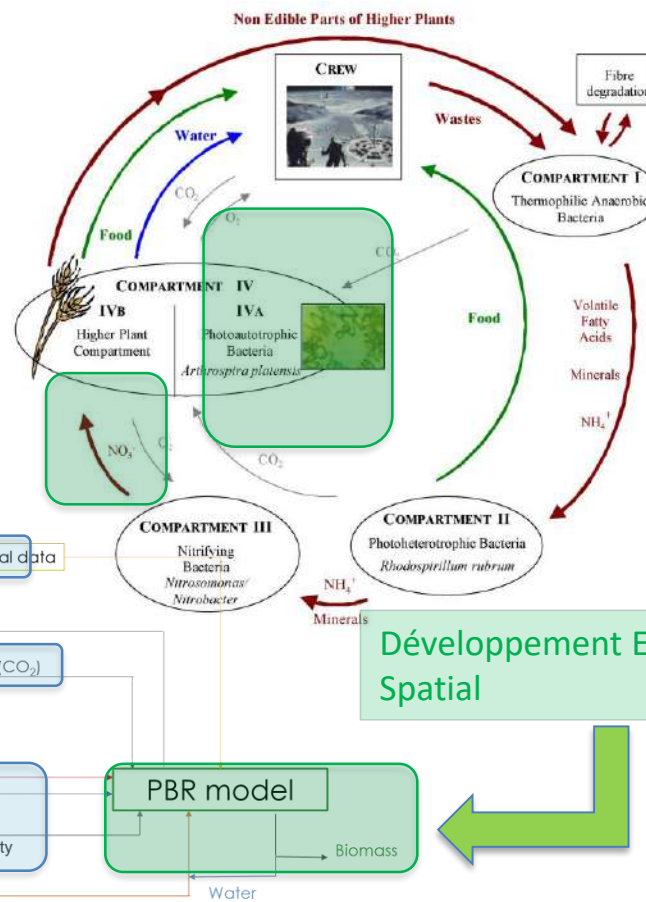 Non Edible Parts of Higher Plants
CREW
Fibre
degradation
Water
Wastes
CO₂
O₂
COMPARTMENT I
Thermophilic Anaerobic
Bacteria
Food
CO₂
COMPARTMENT IV
IVB
IVA
Higher Plant
Compartment
Photoautotrophic
Bacteria
Arthrospira platensis
Food
Volatile
Fatty
Acids
Minerals
NH₄⁺
NO₃⁻
O₂
CO₂
COMPARTMENT III
Nitrifying
Bacteria
Nitrosomonas/
Nitrobacter
COMPARTMENT II
Photoheterotrophic Bacteria
Rhodospirillum rubrum
NH₄⁺
Minerals
data
(CO₂)
Développement
Spatial
PBR model
Biomass
Water